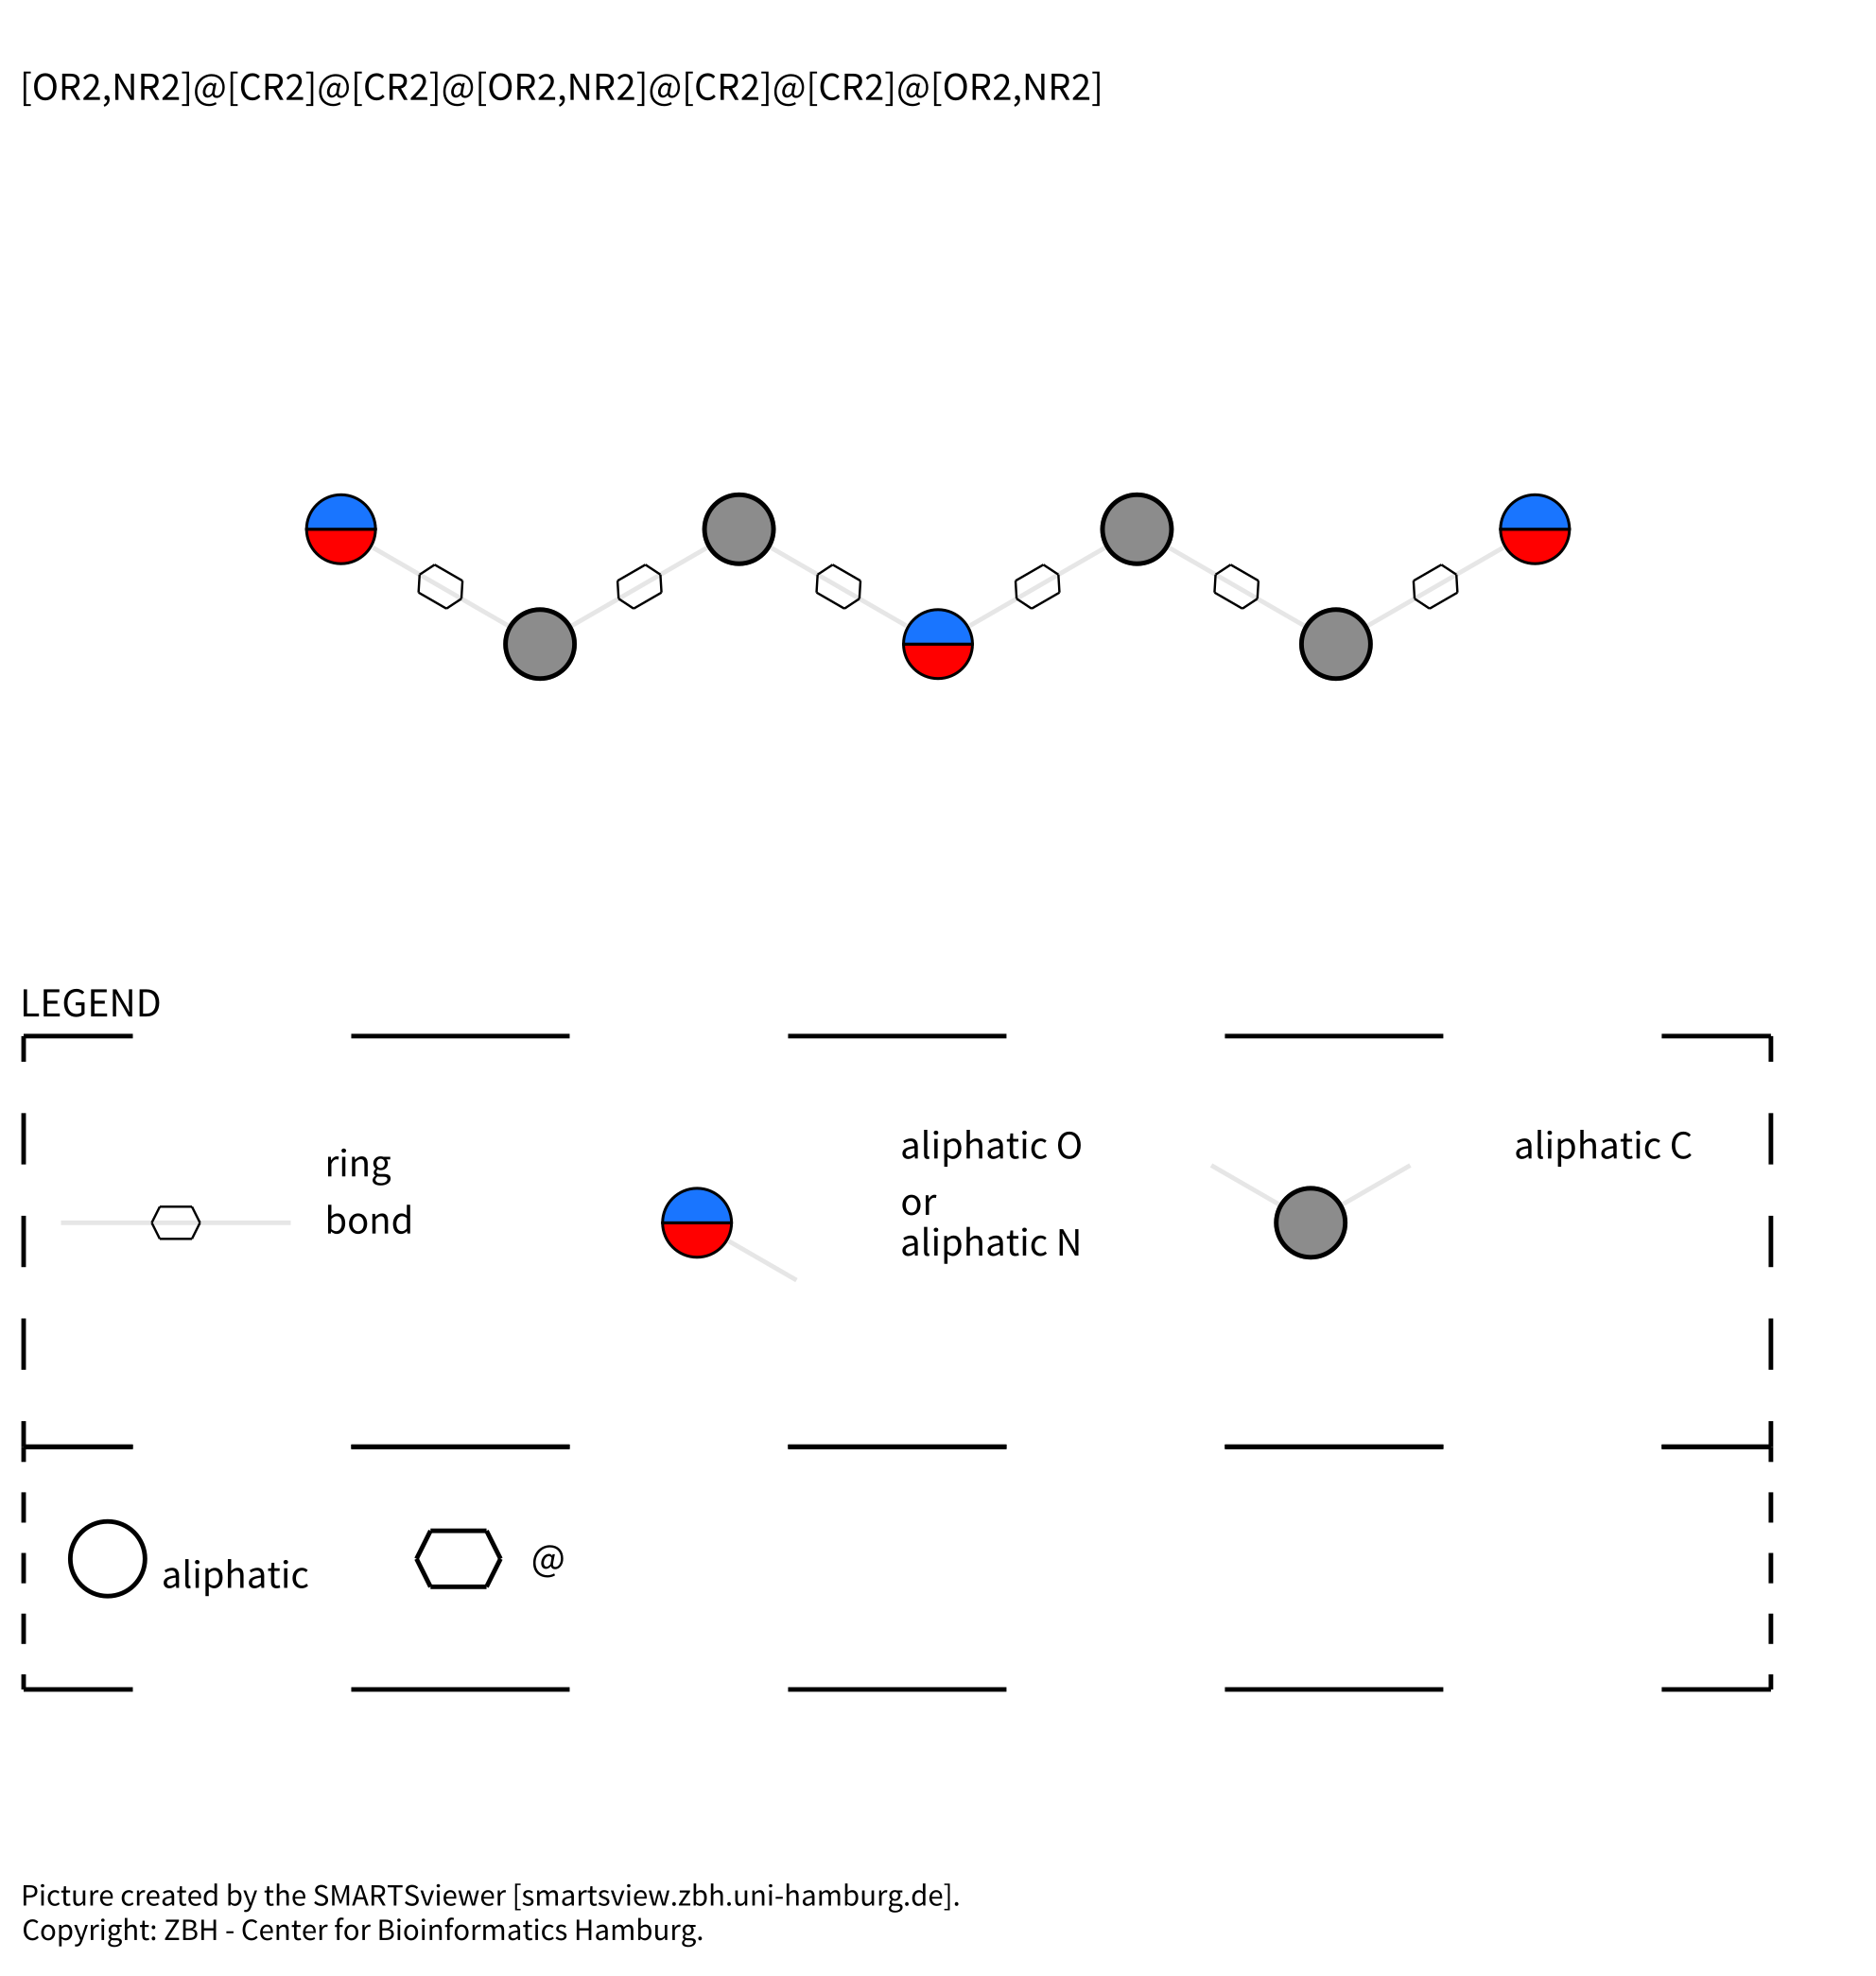 [OR2,NR2]@[CR2]@[CR2]@[OR2,NR2]@[CR2]@[CR2]@[OR2,NR2]
LEGEND
ring
bond
aliphatic O
or
aliphatic N
aliphatic C
aliphatic
@
Picture created by the SMARTSviewer [smartsview.zbh.uni-hamburg.de].
Copyright: ZBH - Center for Bioinformatics Hamburg.